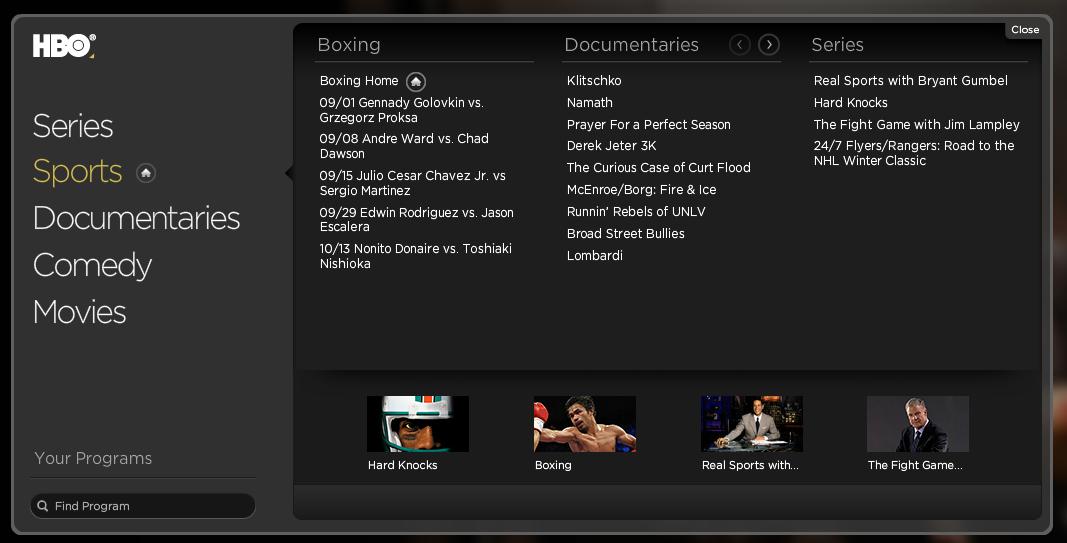 HBO®
Series
Sports
Documentaries
Comedy
Movies
Your Programs
Find Program
Close
Boxing
Boxing Home
09/01 Gennady Golovkin vs.
Grzegorz Proksa
09/08 Andre Ward vs. Chad
Dawson
09/15 Julio Cesar Chavez Jr. vs
Sergio Martinez
09/29 Edwin Rodriguez vs. Jason
Escalera
10/13 Nonito Donaire vs. Toshiaki
Nishioka
Documentaries
Klitschko
Namath
Prayer For a Perfect Season
Derek Jeter 3K
The Curious Case of Curt Flood
McEnroe/Borg: Fire & Ice
Runnin' Rebels of UNLV
Broad Street Bullies
Lombardi
Series
Real Sports with Bryant Gumbel
Hard Knocks
The Fight Game with Jim Lampley
24/7 Flyers/Rangers: Road to the
NHL Winter Classic
Hard Knocks
Boxing
Real Sports with...
The Fight Game...